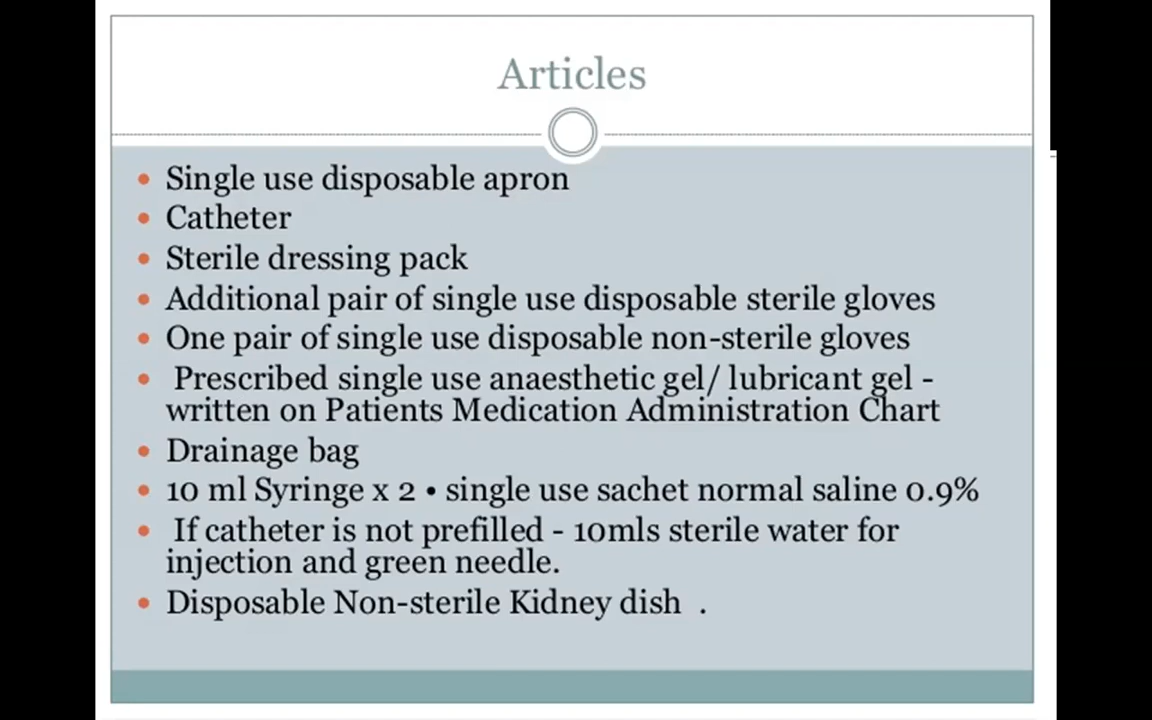 Articles
• Single use disposable apron
• Catheter
• Sterile dressing pack
• Additional pair of single use disposable sterile gloves
• One pair of single use disposable non-sterile gloves
• Prescribed single use anaesthetic gel/ lubricant gel -
written on Patients Medication Administration Chart
• Drainage bag
• 10 ml Syringe x 2 • single use sachet normal saline 0.9%
• If catheter is not prefilled - 10mls sterile water for
injection and green needle.
• Disposable Non-sterile Kidney dish .